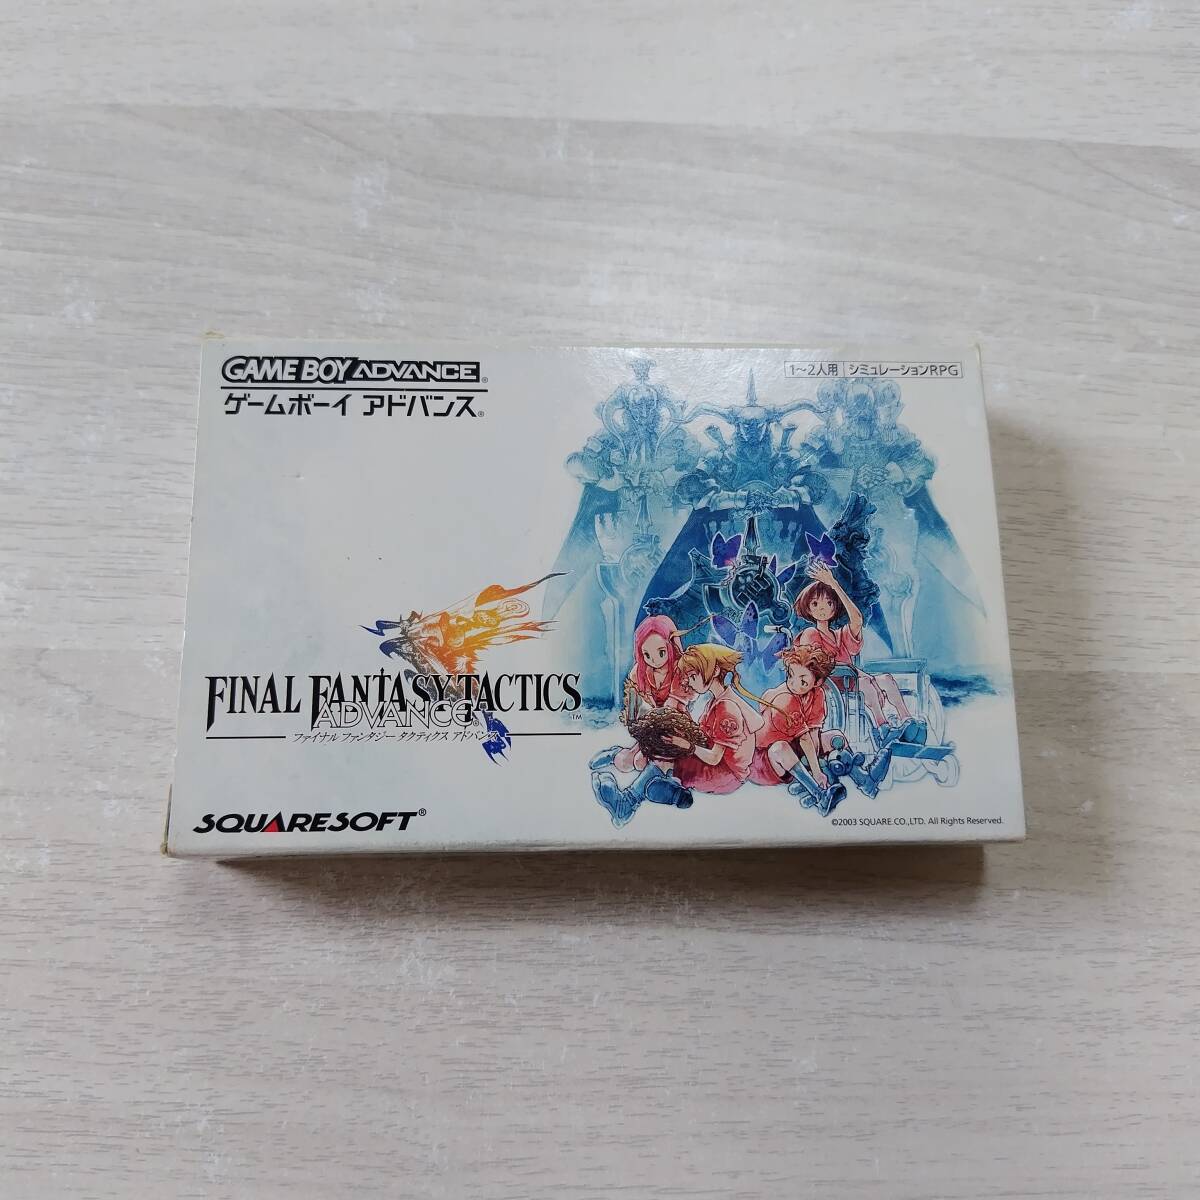 GAME BOY ADVANCE®
ゲームボーイ アドバンス®
1～2人用 シミュレーションRPG
FINAL FANTASY TACTICS™
ADVANCE®
ファイナルファンタジー タクティクス アドバンス
SQUARESOFT®
©2003 SQUARE.CO.,LTD. All Rights Reserved.